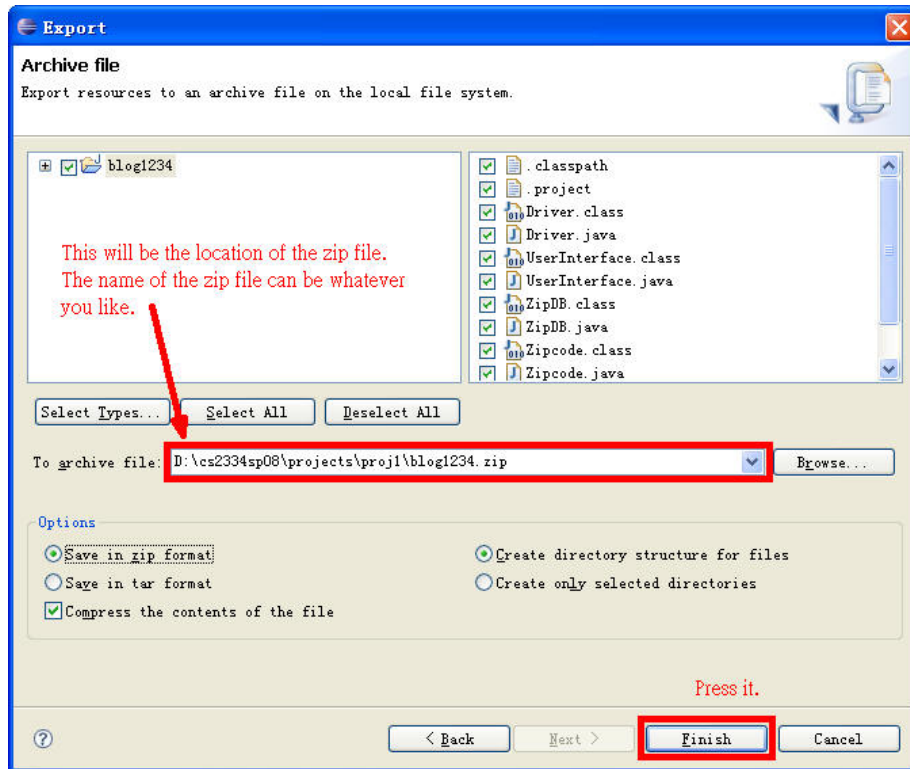 Export
Archive file
Export resources to an archive file on the local file system.
blog1234
.classpath
.project
Driver.class
Driver.java
UserInterface.class
UserInterface.java
ZipDB.class
ZipDB.java
Zipcode.class
Zipcode.java
This will be the location of the zip file.
The name of the zip file can be whatever
you like.
Select Types...
Select All
Deselect All
To archive file:
D:\cs2334sp08\projects\proj1\blog1234.zip
Browse...
Options
Save in zip format
Save in tar format
Compress the contents of the file
Create directory structure for files
Create only selected directories
Press it.
?
< Back
Next >
Finish
Cancel